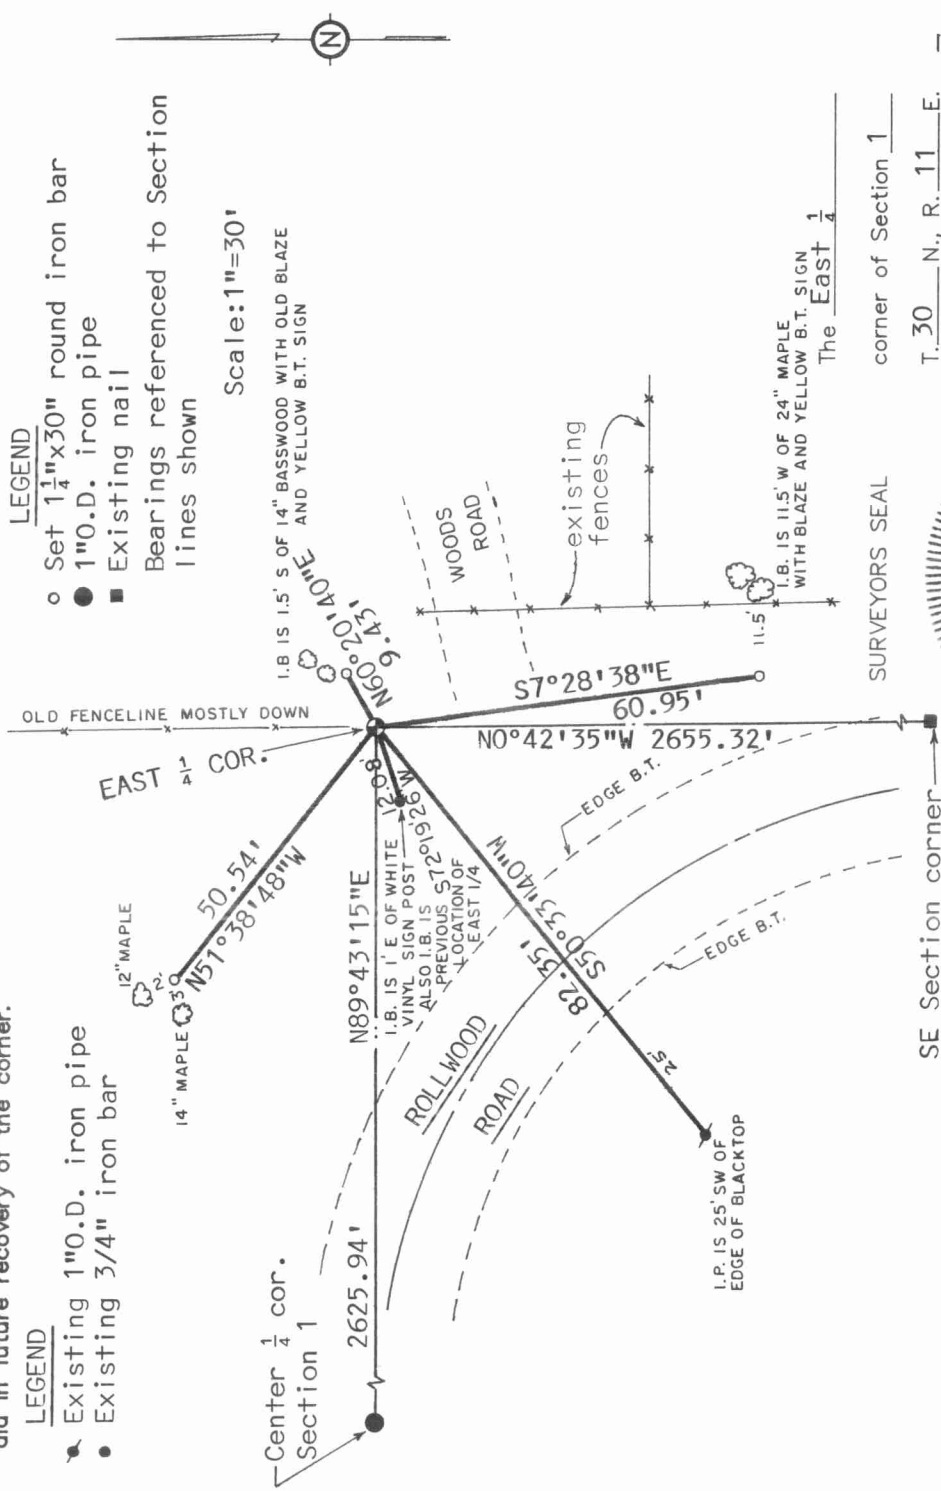 aid in future recovery of the corner.
LEGEND
Existing 1"O.D. iron pipe
Existing 3/4" iron bar
LEGEND
Set 1¼"x30" round iron bar
1"O.D. iron pipe
Existing nail
Bearings referenced to Section
lines shown
N
Scale:1"=30'
OLD FENCELINE MOSTLY DOWN
EAST ¼ COR.
12"MAPLE
2'
3'
14" MAPLE
50.54'
N51°38'48"W
I.B IS 1.5' S OF 14" BASSWOOD WITH OLD BLAZE
AND YELLOW B.T. SIGN
N60°20'40"E
9.43'
Center ¼ cor.
Section 1
2625.94'
N89°43'15"E
12.08'
S72°19'26"W
I.B. IS 1' E OF WHITE
VINYL SIGN POST
ALSO I.B. IS
PREVIOUS
LOCATION OF
EAST 1/4
WOODS
ROAD
existing
fences
S7°28'38"E
60.95'
N0°42'35"W 2655.32'
11.5'
I.B. IS 11.5' W OF 24" MAPLE
WITH BLAZE AND YELLOW B.T. SIGN
EDGE B.T.
EDGE B.T.
ROLLWOOD
ROAD
82.35'
S50°33'40"W
25'
I.P. IS 25' SW OF
EDGE OF BLACKTOP
SE Section corner
SURVEYORS SEAL
The East ¼
corner of Section 1
T. 30 N., R. 11 E.